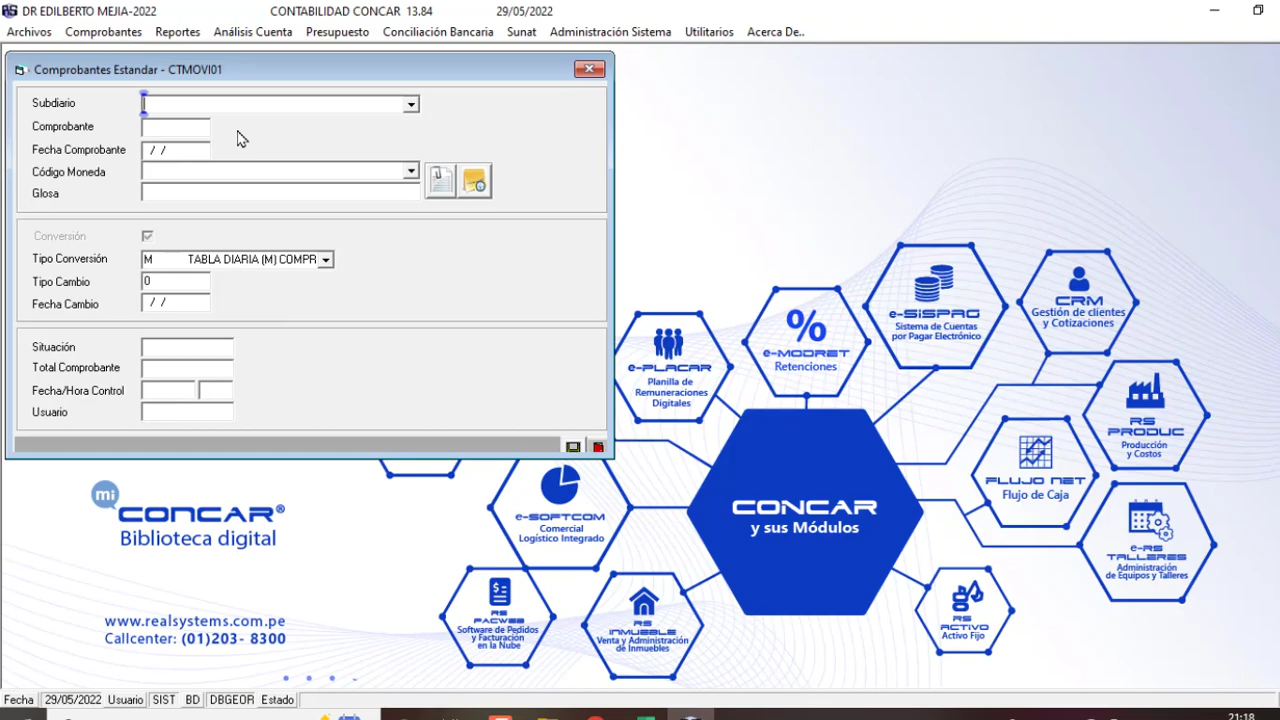 DR EDILBERTO MEJIA-2022 CONTABILIDAD CONCAR 13.84 29/05/2022
Archivos Comprobantes Reportes Análisis Cuenta Presupuesto Conciliación Bancaria Sunat Administración Sistema Utilitarios Acerca De..
Comprobantes Estandar - CTMOVI01
Subdiario
Comprobante
Fecha Comprobante / /
Código Moneda
Glosa
Conversión
Tipo Conversión M TABLA DIARIA (M) COMPR
Tipo Cambio 0
Fecha Cambio / /
Situación
Total Comprobante
Fecha/Hora Control
Usuario
e-PLACAR
Planilla de
Remuneraciones
Digitales
%
e-MODRET
Retenciones
e-SISPAG
Sistema de Cuentas
por Pagar Electrónico
CRM
Gestión de clientes
y Cotizaciones
RS
PRODUC
Producción
y Costos
FLUJO NET
Flujo de Caja
e-RS
TALLERES
Administración
de Equipos y Talleres
CONCAR
y sus Módulos
e-SOFTCOM
Comercial
Logístico Integrado
RS
PACWEB
Software de Pedidos
y Facturación
en la Nube
RS
INMUEBLE
Venta y Administración
de Inmuebles
RS
ACTIVO
Activo Fijo
mi
CONCAR®
Biblioteca digital
www.realsystems.com.pe
Callcenter: (01)203- 8300
Fecha 29/05/2022 Usuario SIST BD DBGEOR Estado
21:18